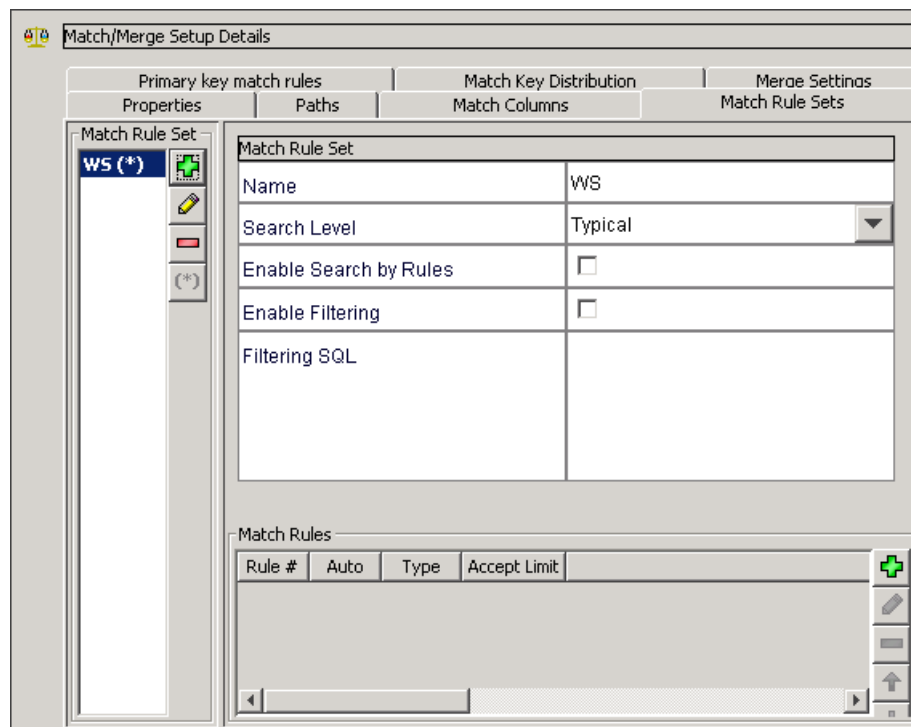 Match/Merge Setup Details
Primary key match rules Match Key Distribution Merge Settings
Properties Paths Match Columns Match Rule Sets
Match Rule Set
WS (*)
(*)
Match Rule Set
Name WS
Search Level Typical
Enable Search by Rules
Enable Filtering
Filtering SQL
Match Rules
Rule # Auto Type Accept Limit